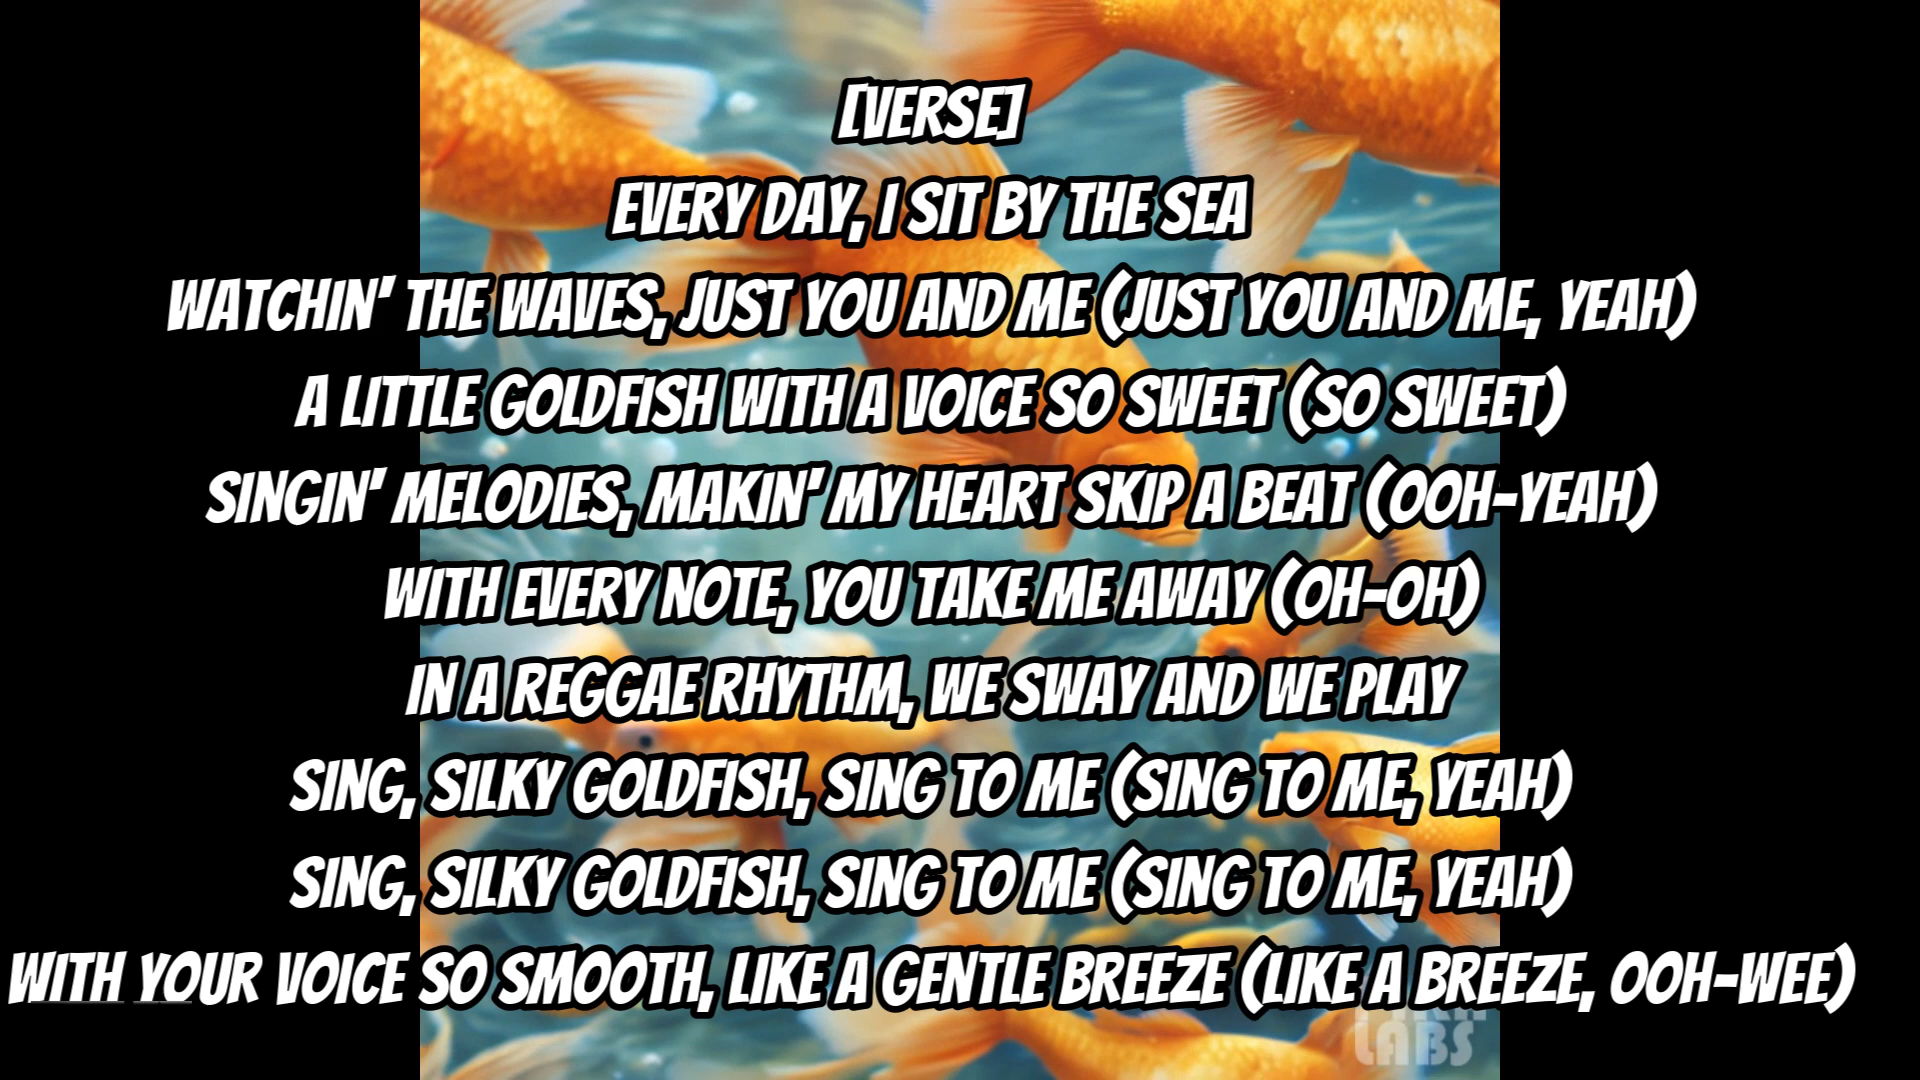 [VERSE]
EVERY DAY, I SIT BY THE SEA
WATCHIN' THE WAVES, JUST YOU AND ME (JUST YOU AND ME, YEAH)
A LITTLE GOLDFISH WITH A VOICE SO SWEET (SO SWEET)
SINGIN' MELODIES, MAKIN' MY HEART SKIP A BEAT (OOH-YEAH)
WITH EVERY NOTE, YOU TAKE ME AWAY (OH-OH)
IN A REGGAE RHYTHM, WE SWAY AND WE PLAY
SING, SILKY GOLDFISH, SING TO ME (SING TO ME, YEAH)
SING, SILKY GOLDFISH, SING TO ME (SING TO ME, YEAH)
WITH YOUR VOICE SO SMOOTH, LIKE A GENTLE BREEZE (LIKE A BREEZE, OOH-WEE)
LABS